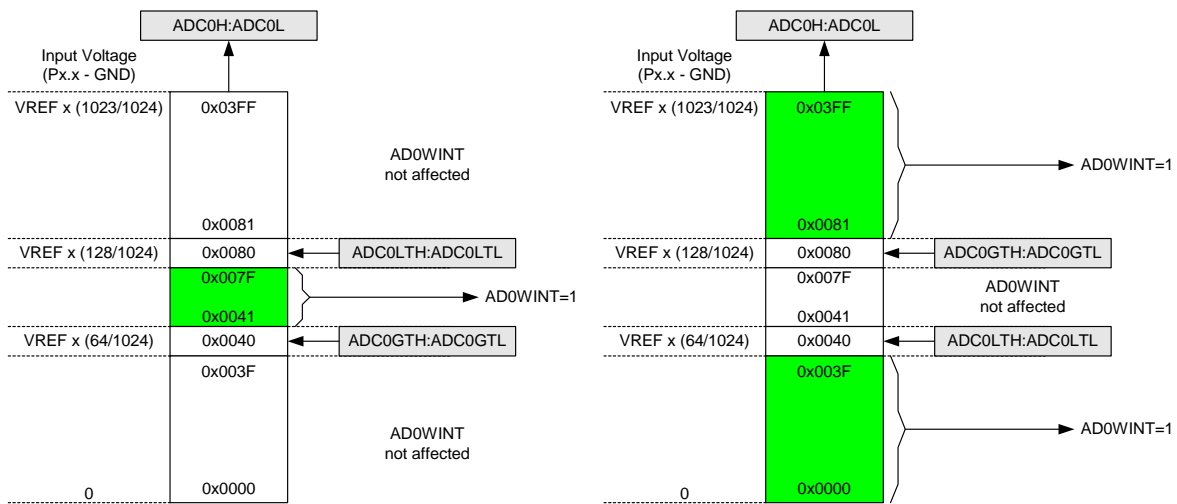 ADC0H:ADC0L
Input Voltage
(Px.x - GND)
VREF x (1023/1024)
0x03FF
AD0WINT
not affected
0x0081
VREF x (128/1024)
0x0080
ADC0LTH:ADC0LTL
0x007F
AD0WINT=1
0x0041
VREF x (64/1024)
0x0040
ADC0GTH:ADC0GTL
0x003F
AD0WINT
not affected
0
0x0000
ADC0H:ADC0L
Input Voltage
(Px.x - GND)
VREF x (1023/1024)
0x03FF
AD0WINT=1
0x0081
VREF x (128/1024)
0x0080
ADC0GTH:ADC0GTL
0x007F
AD0WINT
not affected
0x0041
VREF x (64/1024)
0x0040
ADC0LTH:ADC0LTL
0x003F
AD0WINT=1
0
0x0000